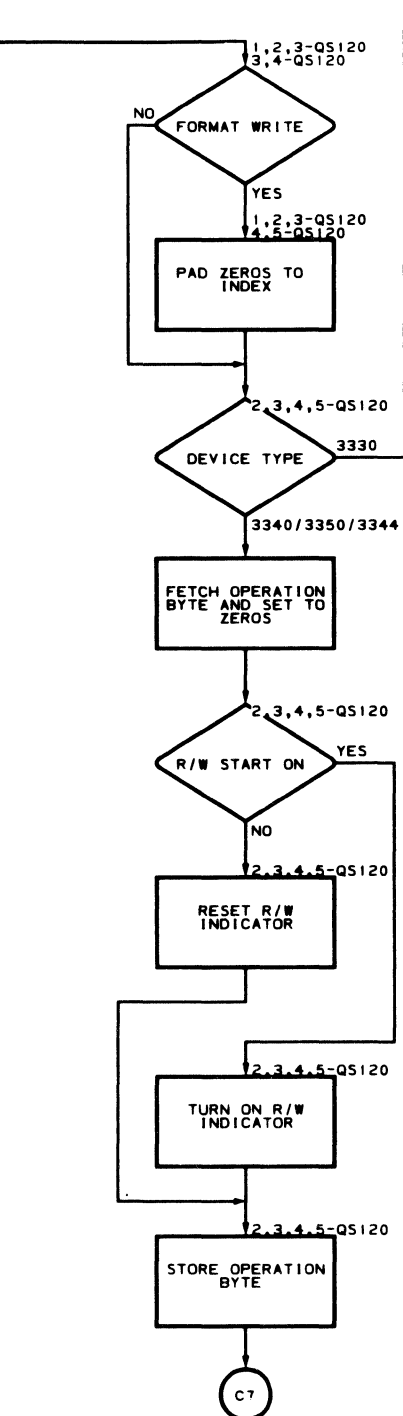 1,2,3-QS120
3,4-QS120
NO
FORMAT WRITE
YES
1,2,3-QS120
4,5-QS120
PAD ZEROS TO
INDEX
2,3,4,5-QS120
DEVICE TYPE
3330
3340/3350/3344
FETCH OPERATION
BYTE AND SET TO
ZEROS
2,3,4,5-QS120
R/W START ON
YES
NO
2,3,4,5-QS120
RESET R/W
INDICATOR
2,3,4,5-QS120
TURN ON R/W
INDICATOR
2,3,4,5-QS120
STORE OPERATION
BYTE
C7